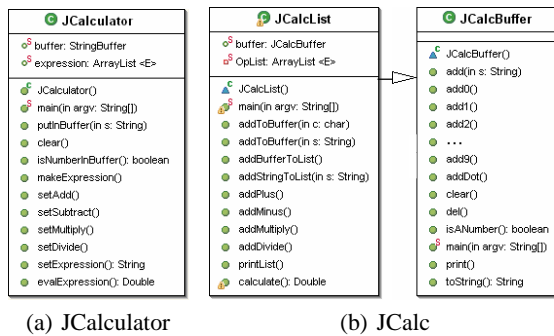 JCalculator
buffer: StringBuffer
expression: ArrayList <E>
JCalculator()
main(in argv: String[])
putInBuffer(in s: String)
clear()
isNumberInBuffer(): boolean
makeExpression()
setAdd()
setSubtract()
setMultiply()
setDivide()
setExpression(): String
evalExpression(): Double
(a) JCalculator
JCalcList
buffer: JCalcBuffer
OpList: ArrayList <E>
JCalcList()
main(in argv: String[])
addToBuffer(in c: char)
addToBuffer(in s: String)
addBufferToList()
addStringToList(in s: String)
addPlus()
addMinus()
addMultiply()
addDivide()
printList()
calculate(): Double
JCalcBuffer
JCalcBuffer()
add(in s: String)
add0()
add1()
add2()
...
add9()
addDot()
clear()
del()
isANumber(): boolean
main(in argv: String[])
print()
toString(): String
(b) JCalc